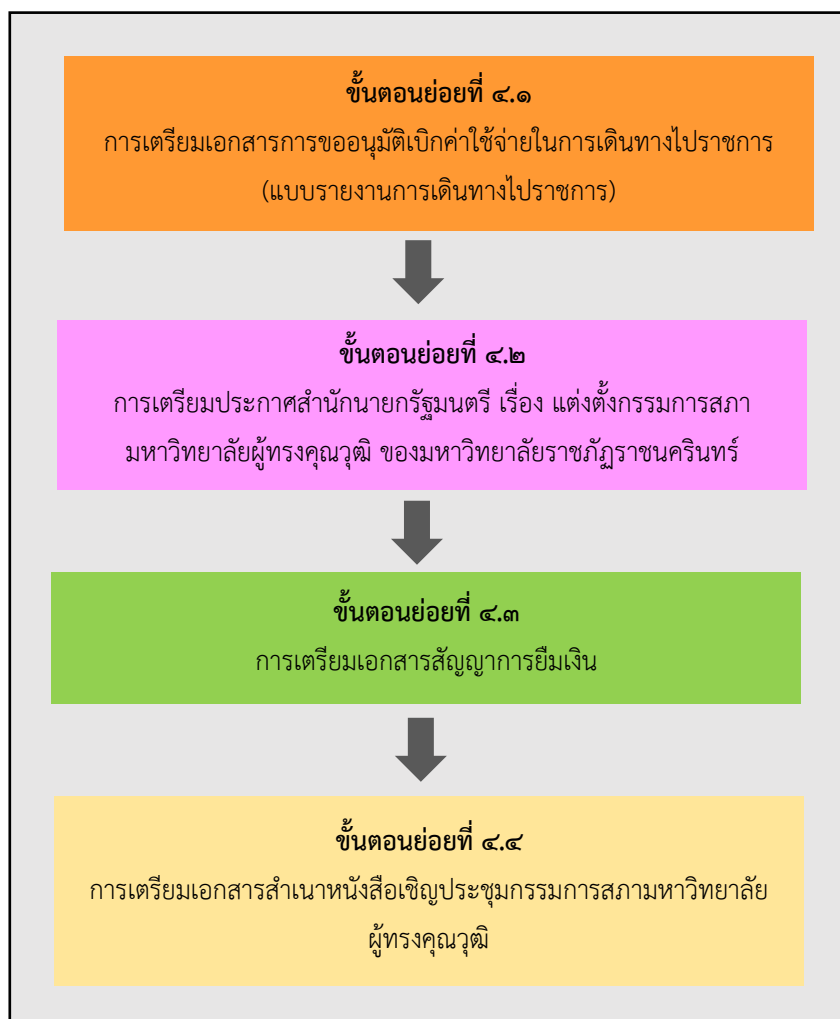 ขั้นตอนย่อยที่ ๔.๑
การเตรียมเอกสารการขออนุมัติเบิกค่าใช้จ่ายในการเดินทางไปราชการ
(แบบรายงานการเดินทางไปราชการ)
ขั้นตอนย่อยที่ ๔.๒
การเตรียมประกาศสำนักนายกรัฐมนตรี เรื่อง แต่งตั้งกรรมการสภา
มหาวิทยาลัยผู้ทรงคุณวุฒิ ของมหาวิทยาลัยราชภัฏราชนครินทร์
ขั้นตอนย่อยที่ ๔.๓
การเตรียมเอกสารสัญญาการยืมเงิน
ขั้นตอนย่อยที่ ๔.๔
การเตรียมเอกสารสำเนาหนังสือเชิญประชุมกรรมการสภามหาวิทยาลัย
ผู้ทรงคุณวุฒิ